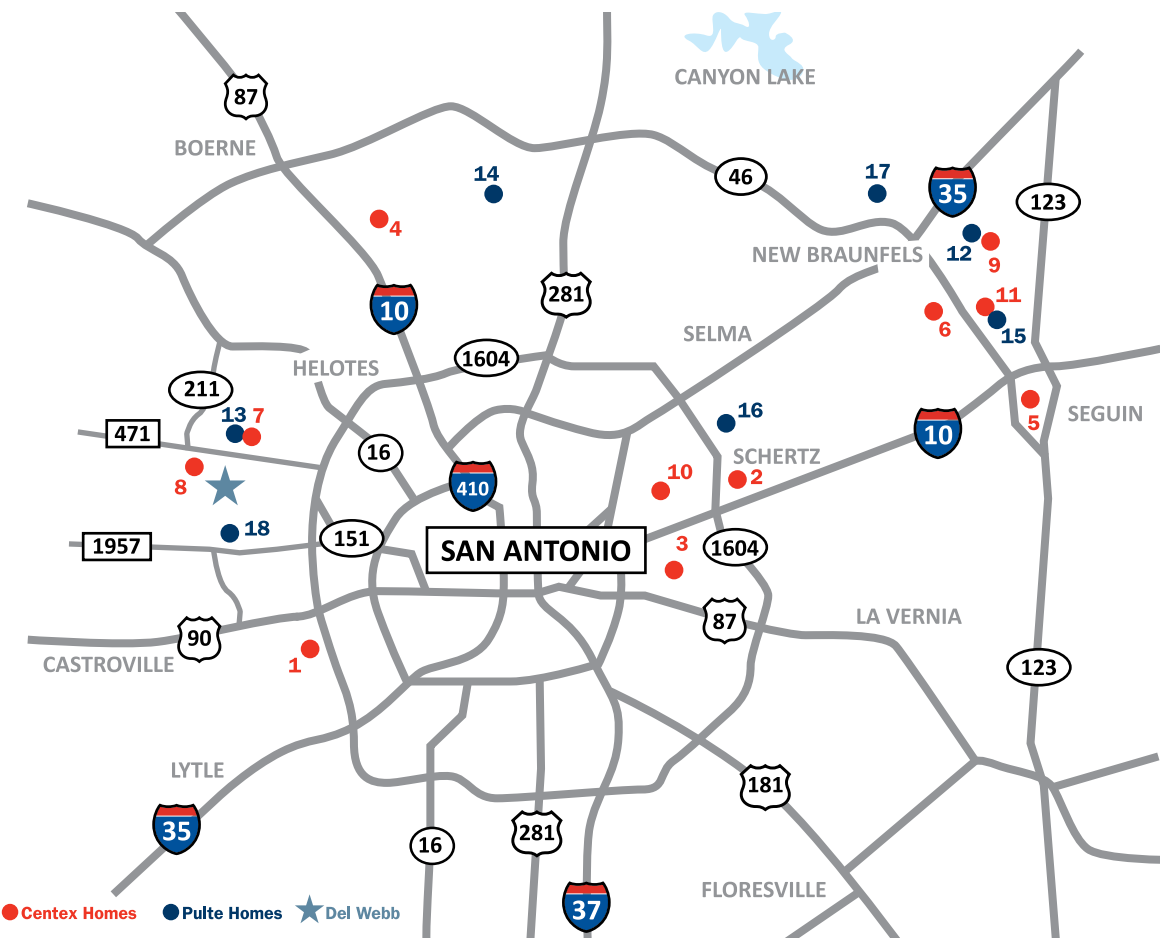 CANYON LAKE
87
BOERNE
14
46
17
35
123
4
12
9
NEW BRAUNFELS
281
10
11
6
15
SELMA
1604
HELOTES
211
13
7
16
5
SEGUIN
471
10
16
SCHERTZ
8
410
10
2
18
151
SAN ANTONIO
1957
3
1604
87
LA VERNIA
90
CASTROVILLE
1
123
LYTLE
181
35
16
281
FLORESVILLE
37
Centex Homes
Pulte Homes
Del Webb